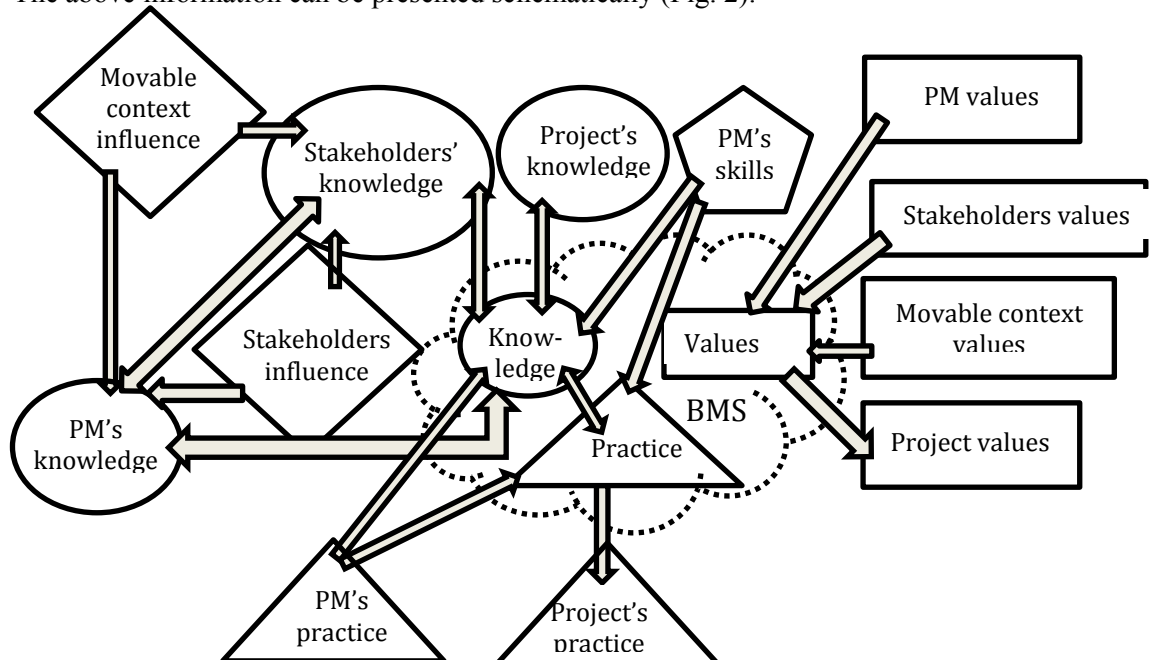 The above information can be presented schematically (Fig. 2).
Movable
context
influence
Stakeholders’
knowledge
Project’s
knowledge
PM’s
skills
PM values
Stakeholders values
Movable context
values
Project values
Stakeholders
influence
Know-
ledge
Values
BMS
Practice
PM’s
knowledge
PM’s
practice
Project’s
practice